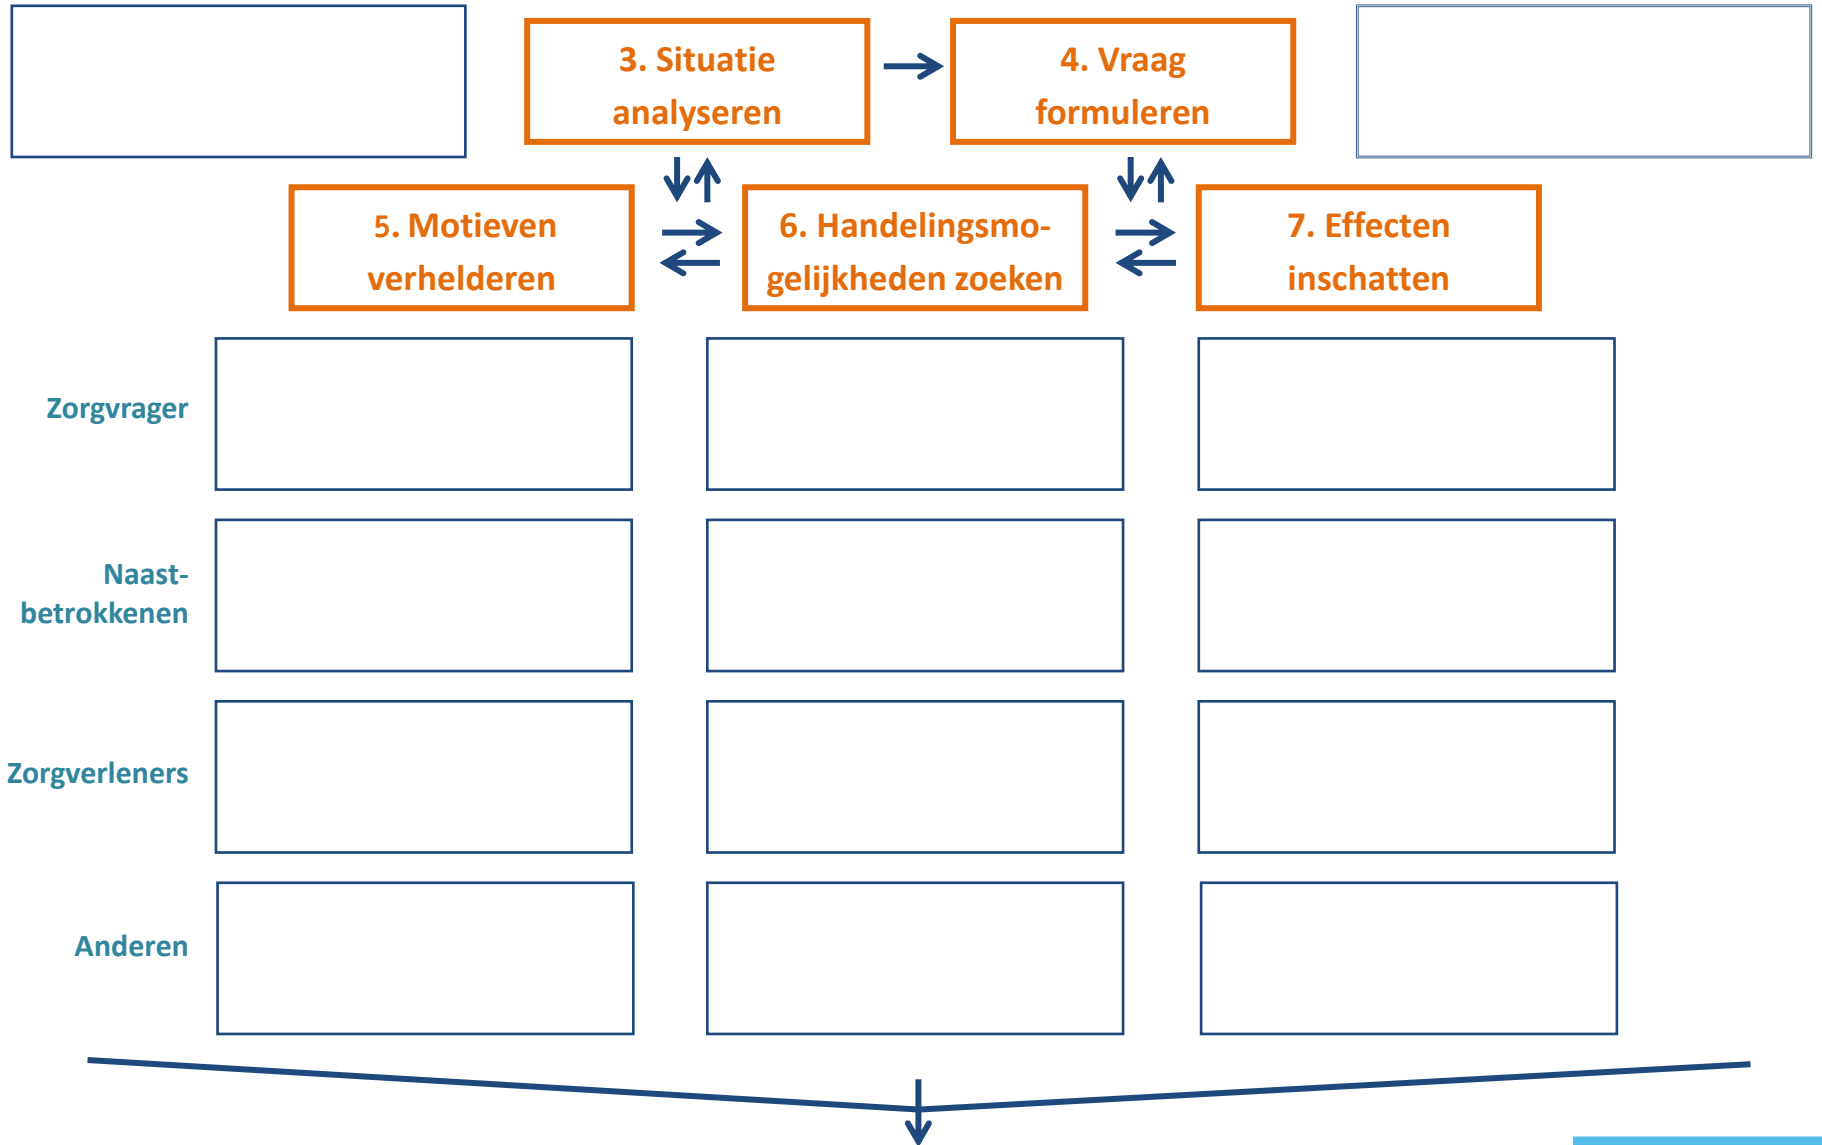 3. Situatie
analyseren
4. Vraag
formuleren
5. Motieven
verhelderen
6. Handelingsmo-
gelijkheden zoeken
7. Effecten
inschatten
Zorgvrager
Naast-
betrokkenen
Zorgverleners
Anderen